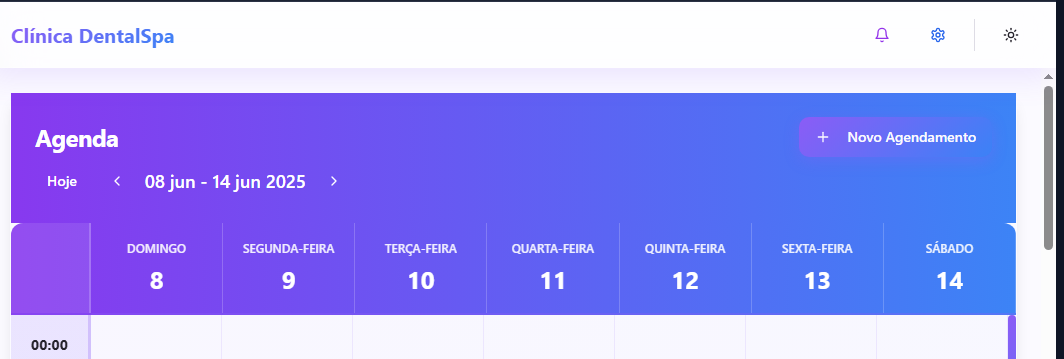 Clínica DentalSpa
Agenda
+ Novo Agendamento
Hoje < 08 jun - 14 jun 2025 >
DOMINGO SEGUNDA-FEIRA TERÇA-FEIRA QUARTA-FEIRA QUINTA-FEIRA SEXTA-FEIRA SÁBADO
8 9 10 11 12 13 14
00:00